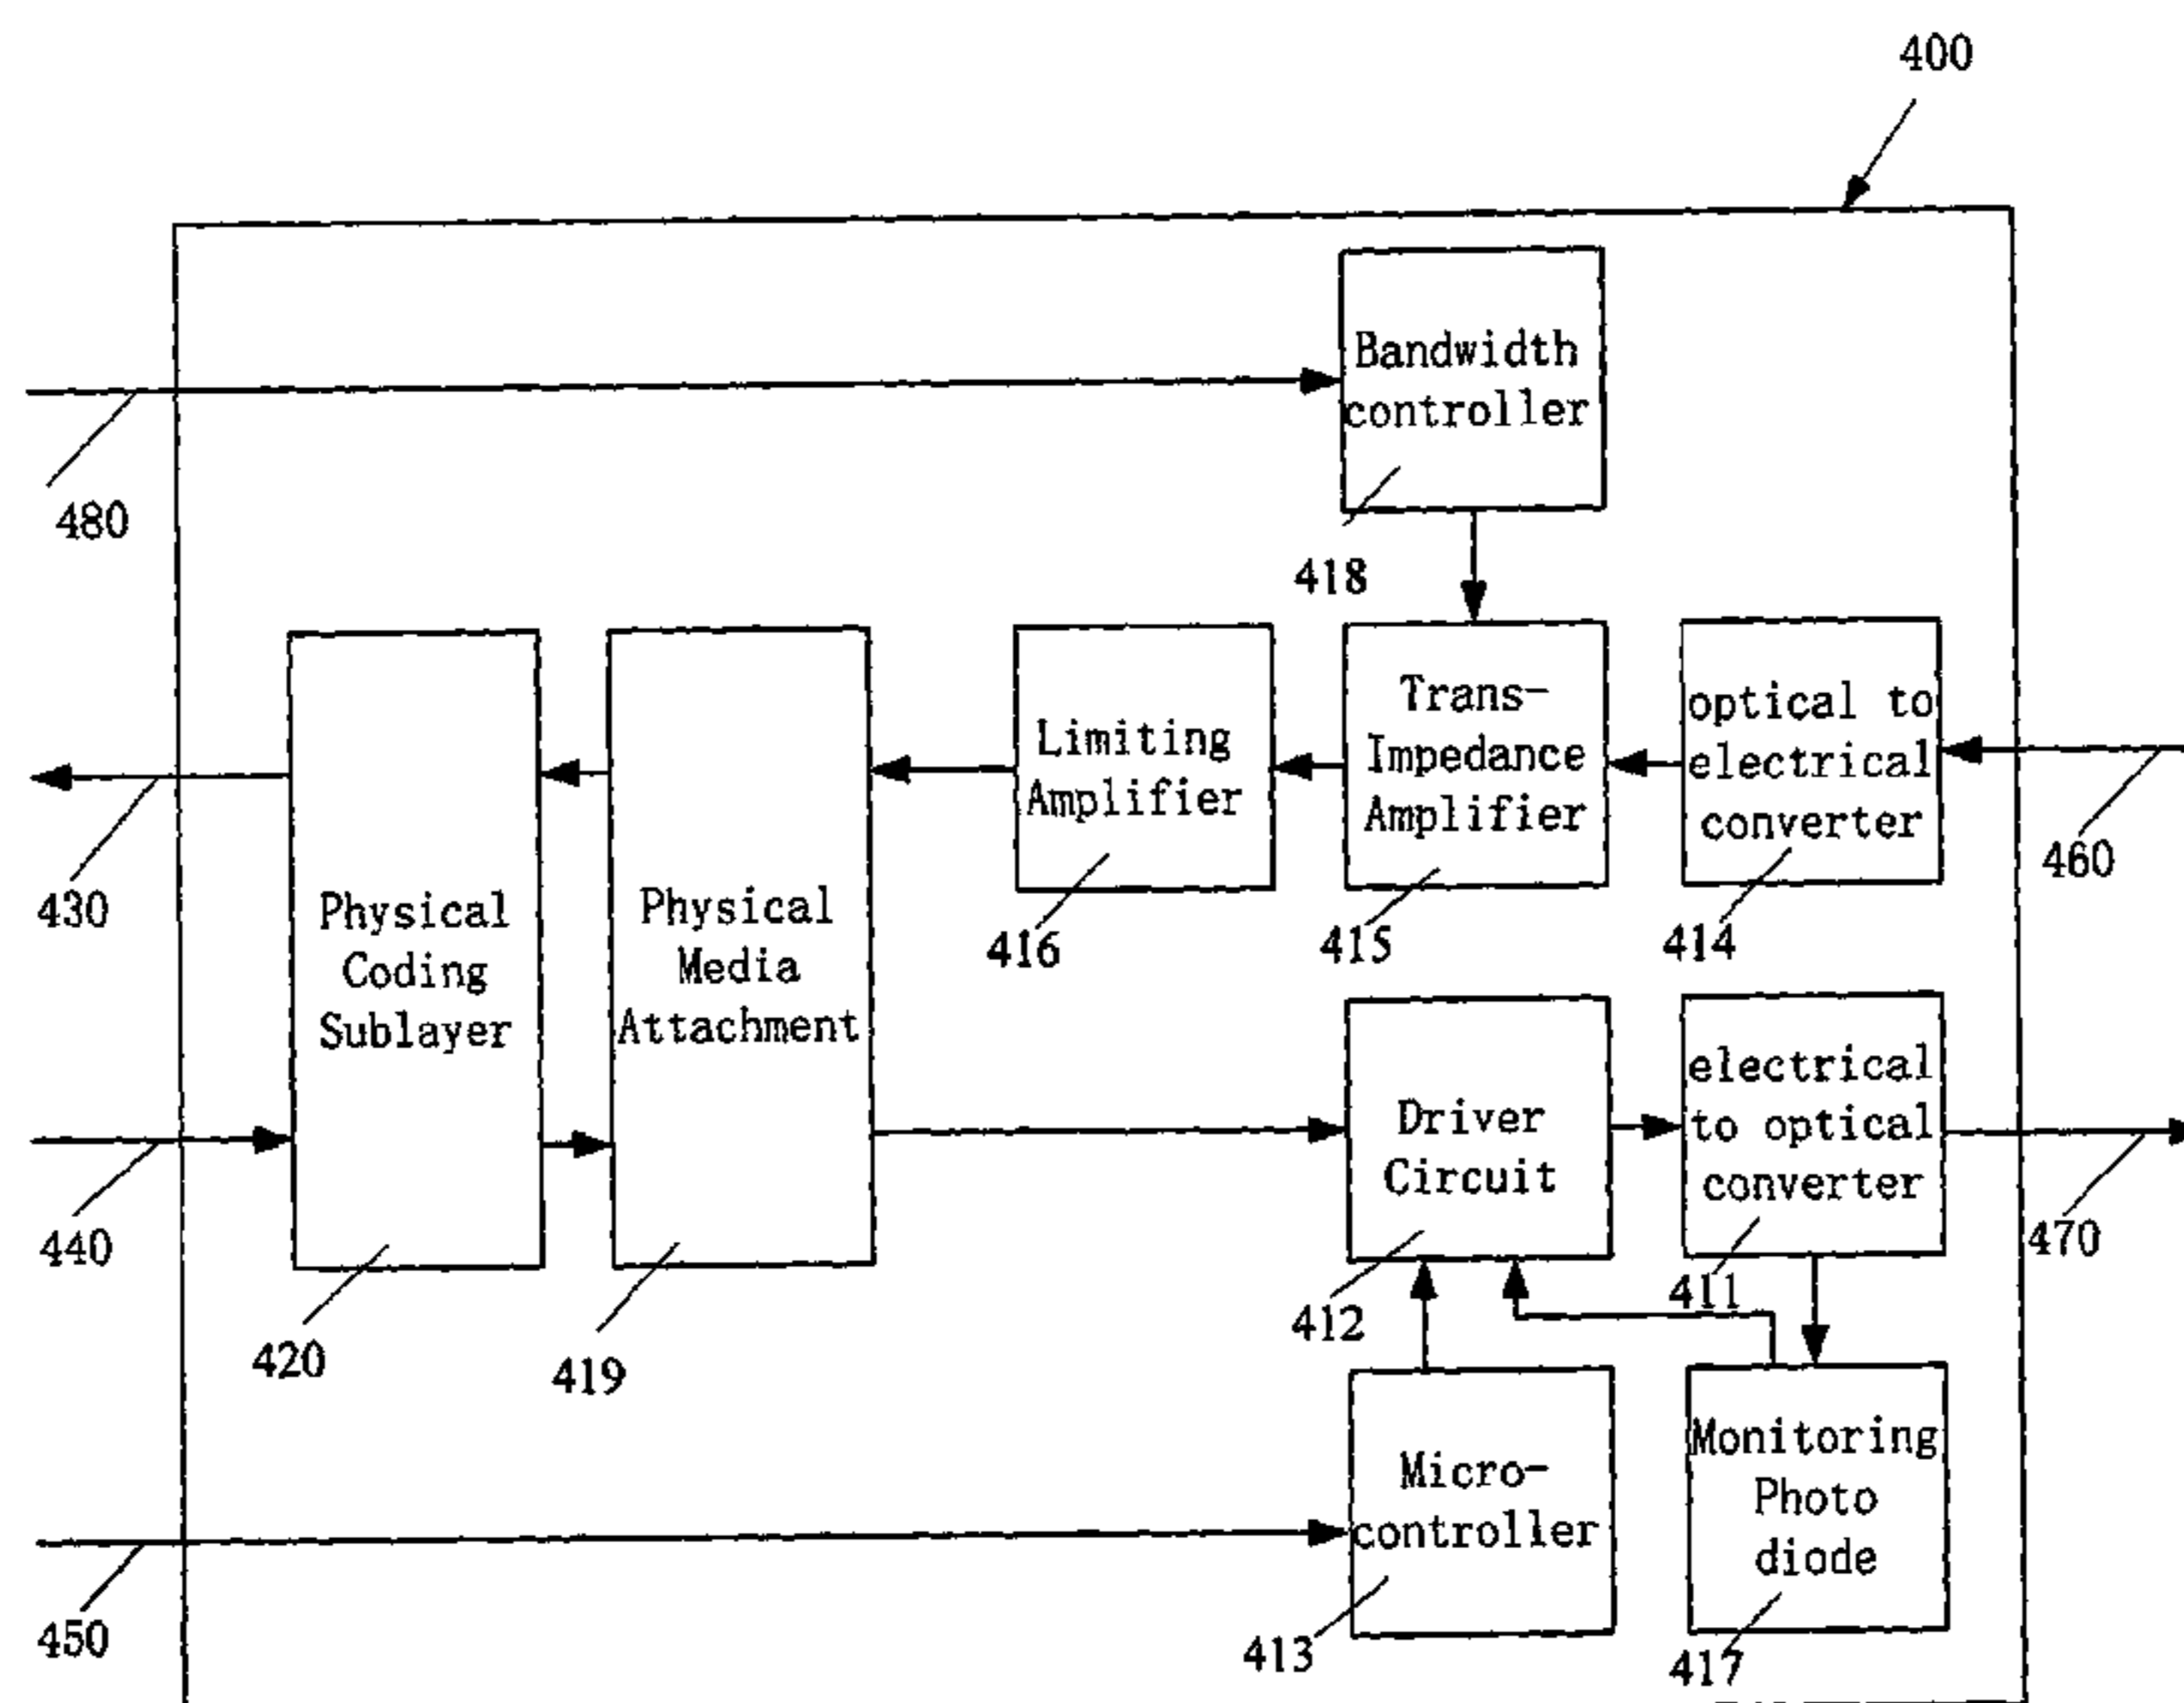 400
Bandwidth
controller
480
418
Physical
Coding
Sublayer
Physical
Media
Attachment
Limiting
Amplifier
Trans-
Impedance
Amplifier
optical to
electrical
converter
430
416
415
414
460
Driver
Circuit
electrical
to optical
converter
440
420
419
412
411
470
Micro-
controller
Monitoring
Photo
diode
450
413
417